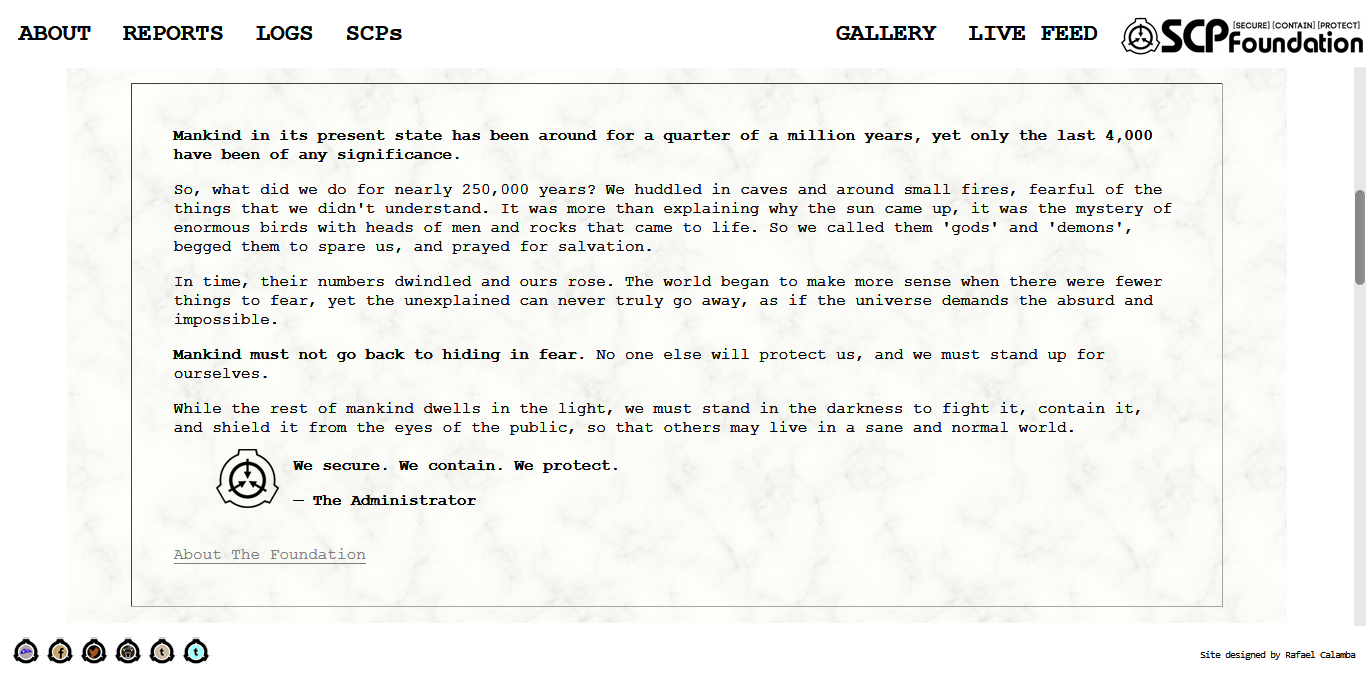 ABOUT REPORTS LOGS SCPs GALLERY LIVE FEED
[SECURE] [CONTAIN] [PROTECT]
SCP Foundation
Mankind in its present state has been around for a quarter of a million years, yet only the last 4,000
have been of any significance.
So, what did we do for nearly 250,000 years? We huddled in caves and around small fires, fearful of the
things that we didn't understand. It was more than explaining why the sun came up, it was the mystery of
enormous birds with heads of men and rocks that came to life. So we called them 'gods' and 'demons',
begged them to spare us, and prayed for salvation.
In time, their numbers dwindled and ours rose. The world began to make more sense when there were fewer
things to fear, yet the unexplained can never truly go away, as if the universe demands the absurd and
impossible.
Mankind must not go back to hiding in fear. No one else will protect us, and we must stand up for
ourselves.
While the rest of mankind dwells in the light, we must stand in the darkness to fight it, contain it,
and shield it from the eyes of the public, so that others may live in a sane and normal world.
We secure. We contain. We protect.
— The Administrator
About The Foundation
f t t
Site designed by Rafael Calamba